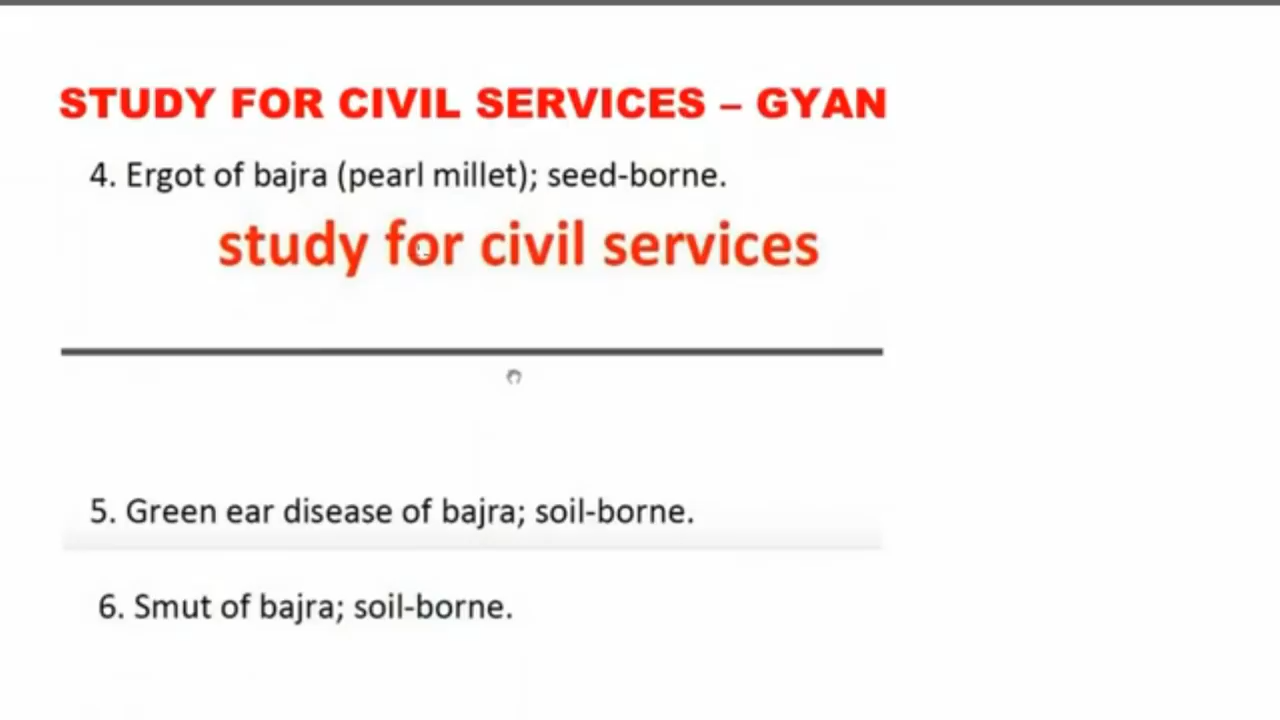 STUDY FOR CIVIL SERVICES – GYAN
4. Ergot of bajra (pearl millet); seed-borne.
study for civil services
5. Green ear disease of bajra; soil-borne.
6. Smut of bajra; soil-borne.